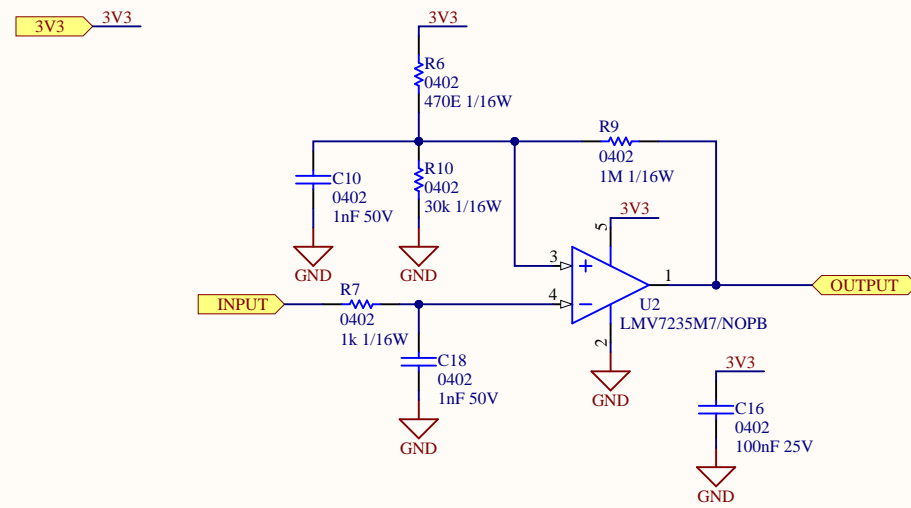 3V3
3V3
3V3
R6
0402
470E 1/16W
R9
0402
1M 1/16W
C10
0402
1nF 50V
R10
0402
30k 1/16W
3V3
5
GND
GND
3
+
1
OUTPUT
INPUT
R7
0402
1k 1/16W
4
−
U2
LMV7235M7/NOPB
2
C18
0402
1nF 50V
GND
GND
3V3
C16
0402
100nF 25V
GND